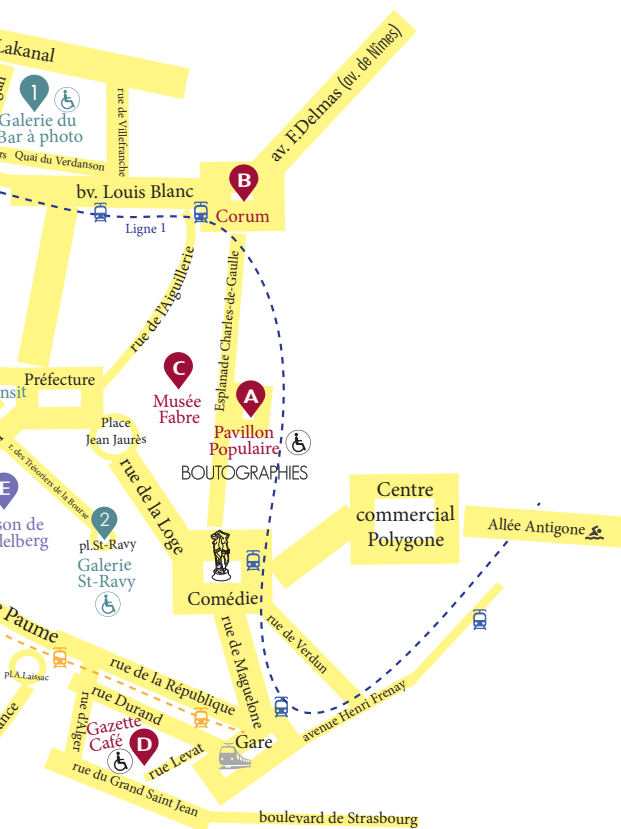 Lakanal
av. F.Delmas (av. de Nîmes)
1
rue de Villefranche
Galerie du
Bar à photo
Quai du Verdanson
B
bv. Louis Blanc
Corum
Ligne 1
rue de l'Aiguillerie
Esplanade Charles-de-Gaulle
C
Préfecture
A
Musée
Fabre
Place
Jean Jaurès
Pavillon
Populaire
r. des Trésoriers de la Bourse
BOUTOGRAPHIES
rue de la Loge
E
Centre
commercial
Polygone
2
Allée Antigone
pl.St-Ravy
Galerie
St-Ravy
Comédie
Paume
rue de Maguelone
rue de Verdun
pl.A.Laissac
rue de la République
rue Durand
rue d'Alger
avenue Henri Frenay
Gazette
Café
D
Gare
rue Levat
rue du Grand Saint Jean
boulevard de Strasbourg